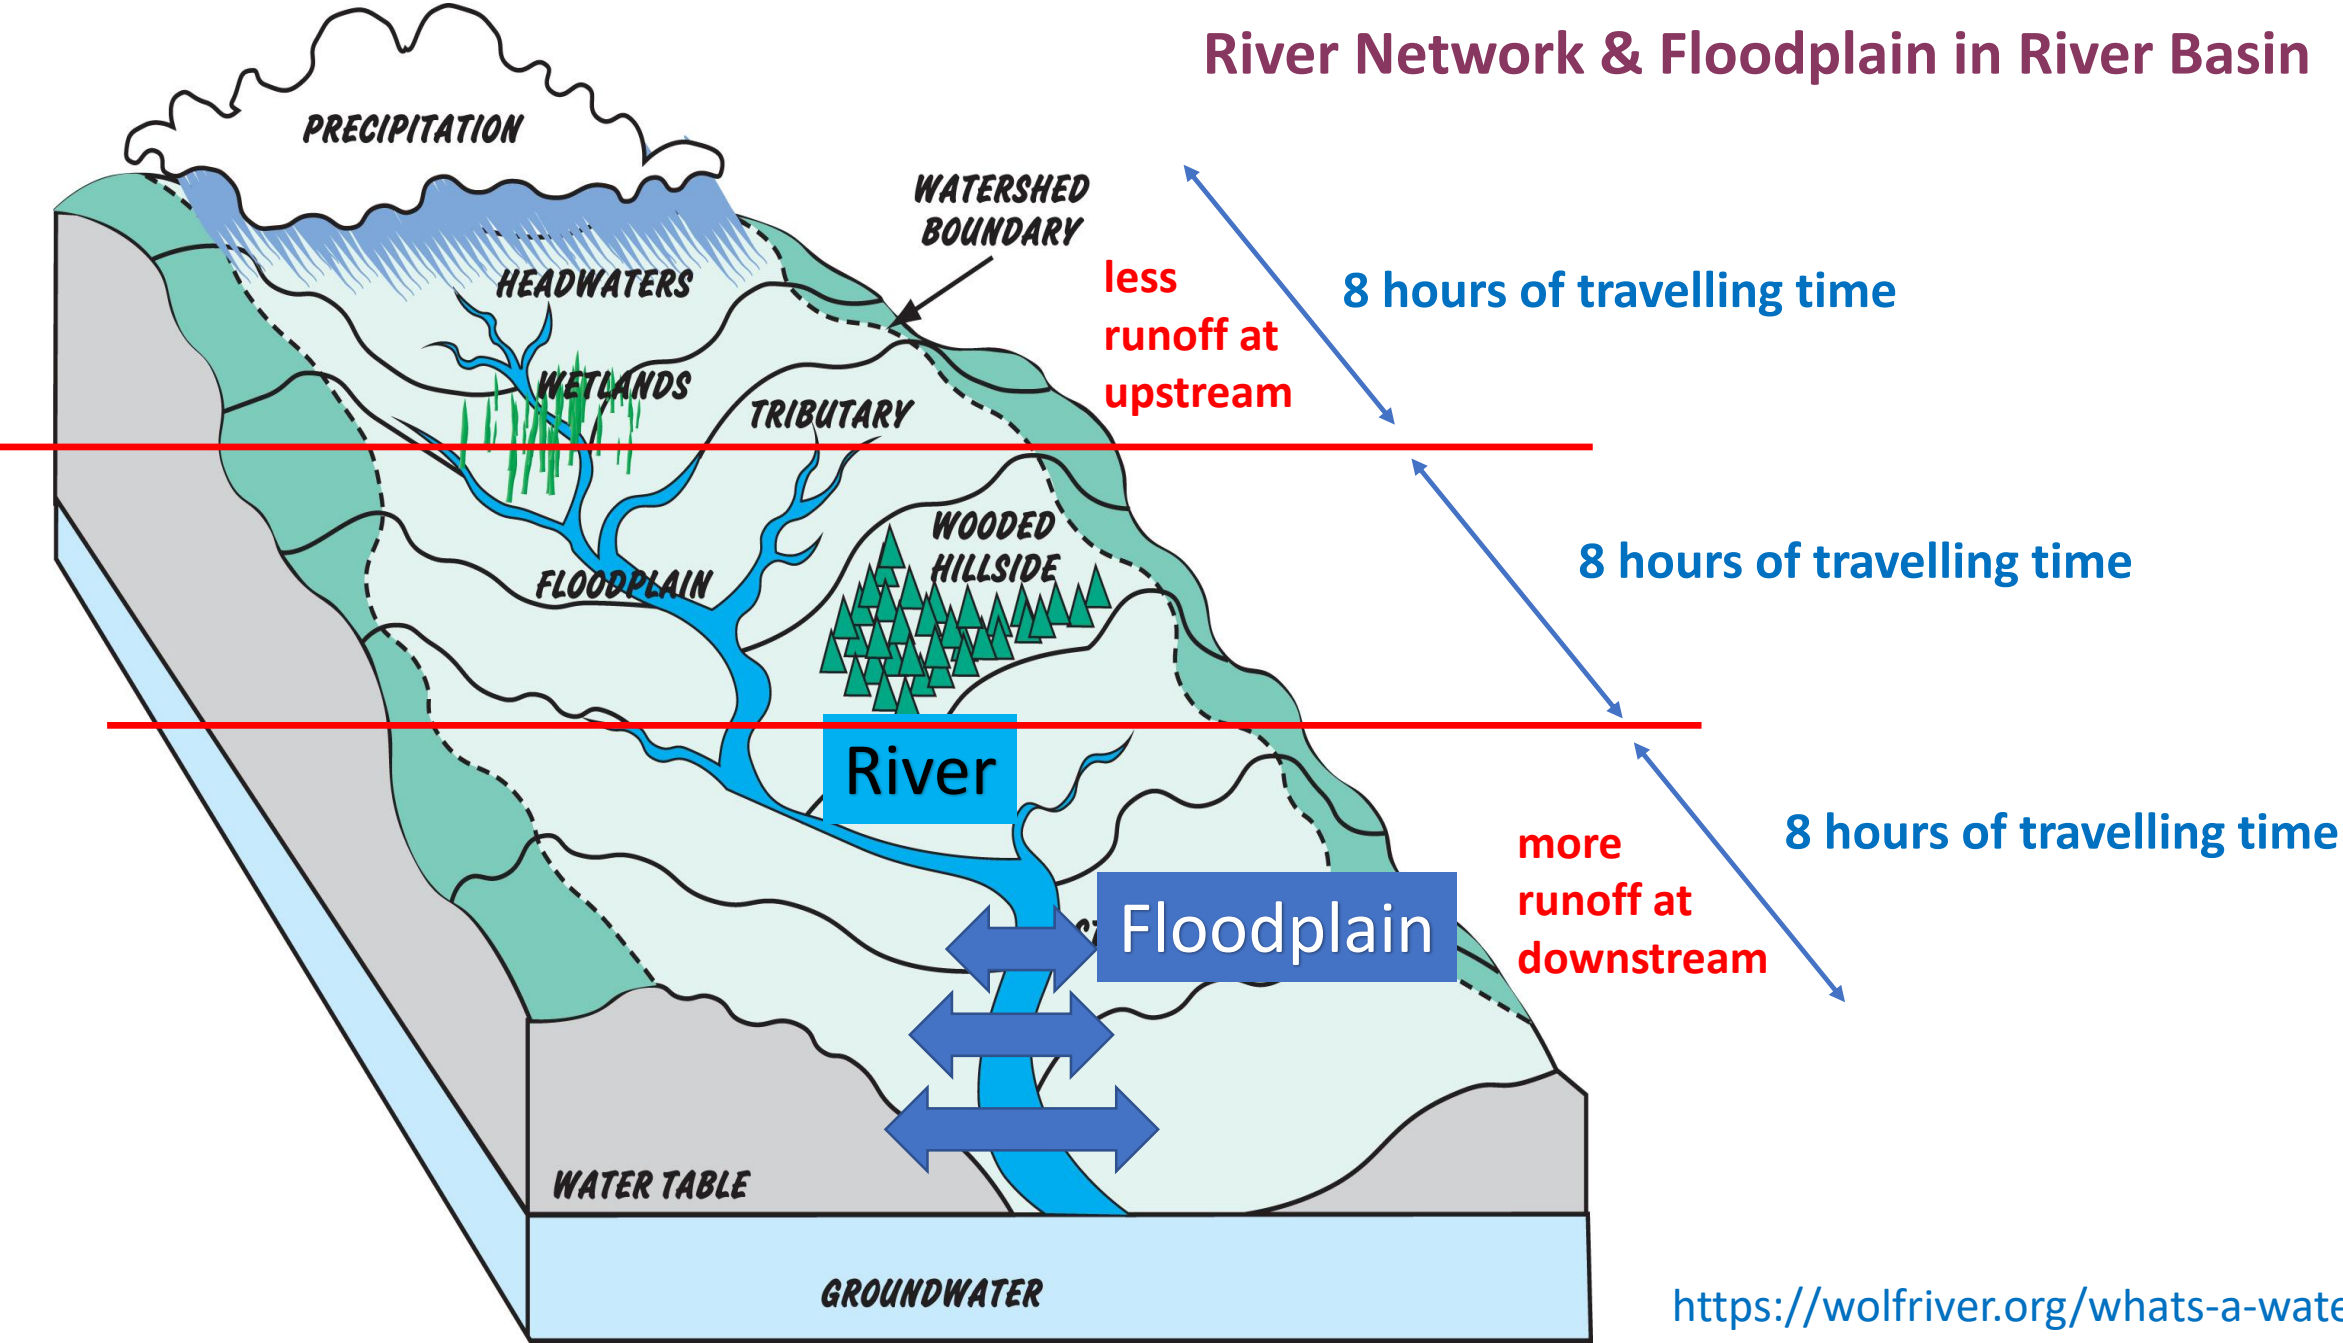 River Network & Floodplain in River Basin
PRECIPITATION
WATERSHED
BOUNDARY
less
runoff at
upstream
8 hours of travelling time
HEADWATERS
WETLANDS
TRIBUTARY
WOODED
HILLSIDE
8 hours of travelling time
FLOODPLAIN
River
8 hours of travelling time
more
runoff at
downstream
Floodplain
WATER TABLE
GROUNDWATER
https://wolfriver.org/whats-a-wate